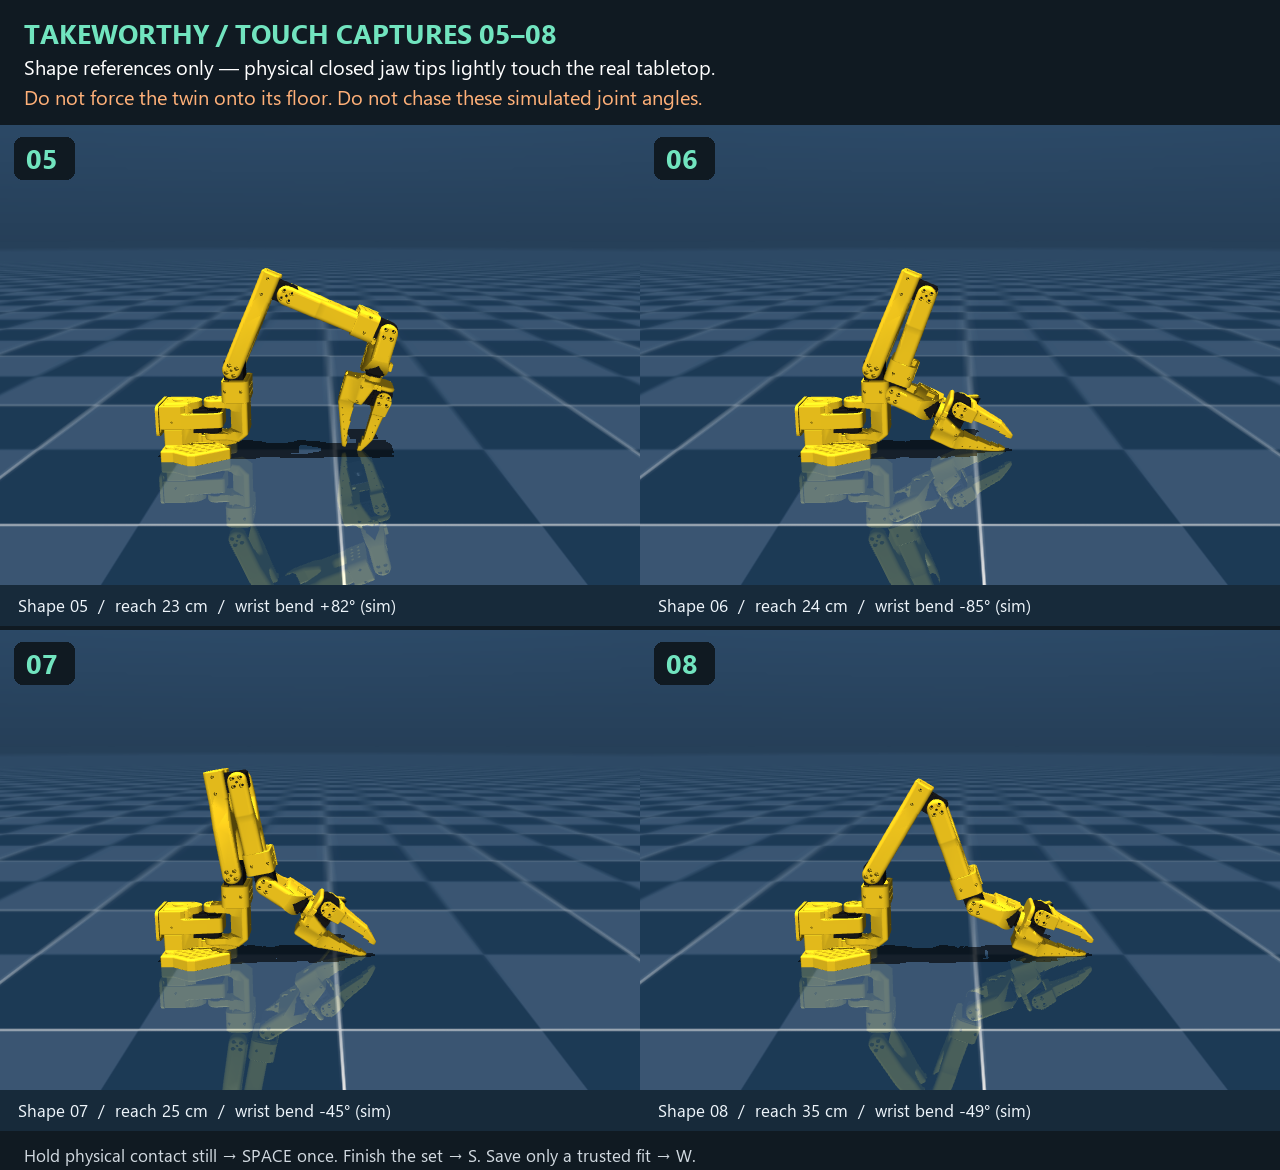 TAKEWORTHY / TOUCH CAPTURES 05–08
Shape references only — physical closed jaw tips lightly touch the real tabletop.
Do not force the twin onto its floor. Do not chase these simulated joint angles.
05
06
Shape 05 / reach 23 cm / wrist bend +82° (sim)
Shape 06 / reach 24 cm / wrist bend -85° (sim)
07
08
Shape 07 / reach 25 cm / wrist bend -45° (sim)
Shape 08 / reach 35 cm / wrist bend -49° (sim)
Hold physical contact still → SPACE once. Finish the set → S. Save only a trusted fit → W.